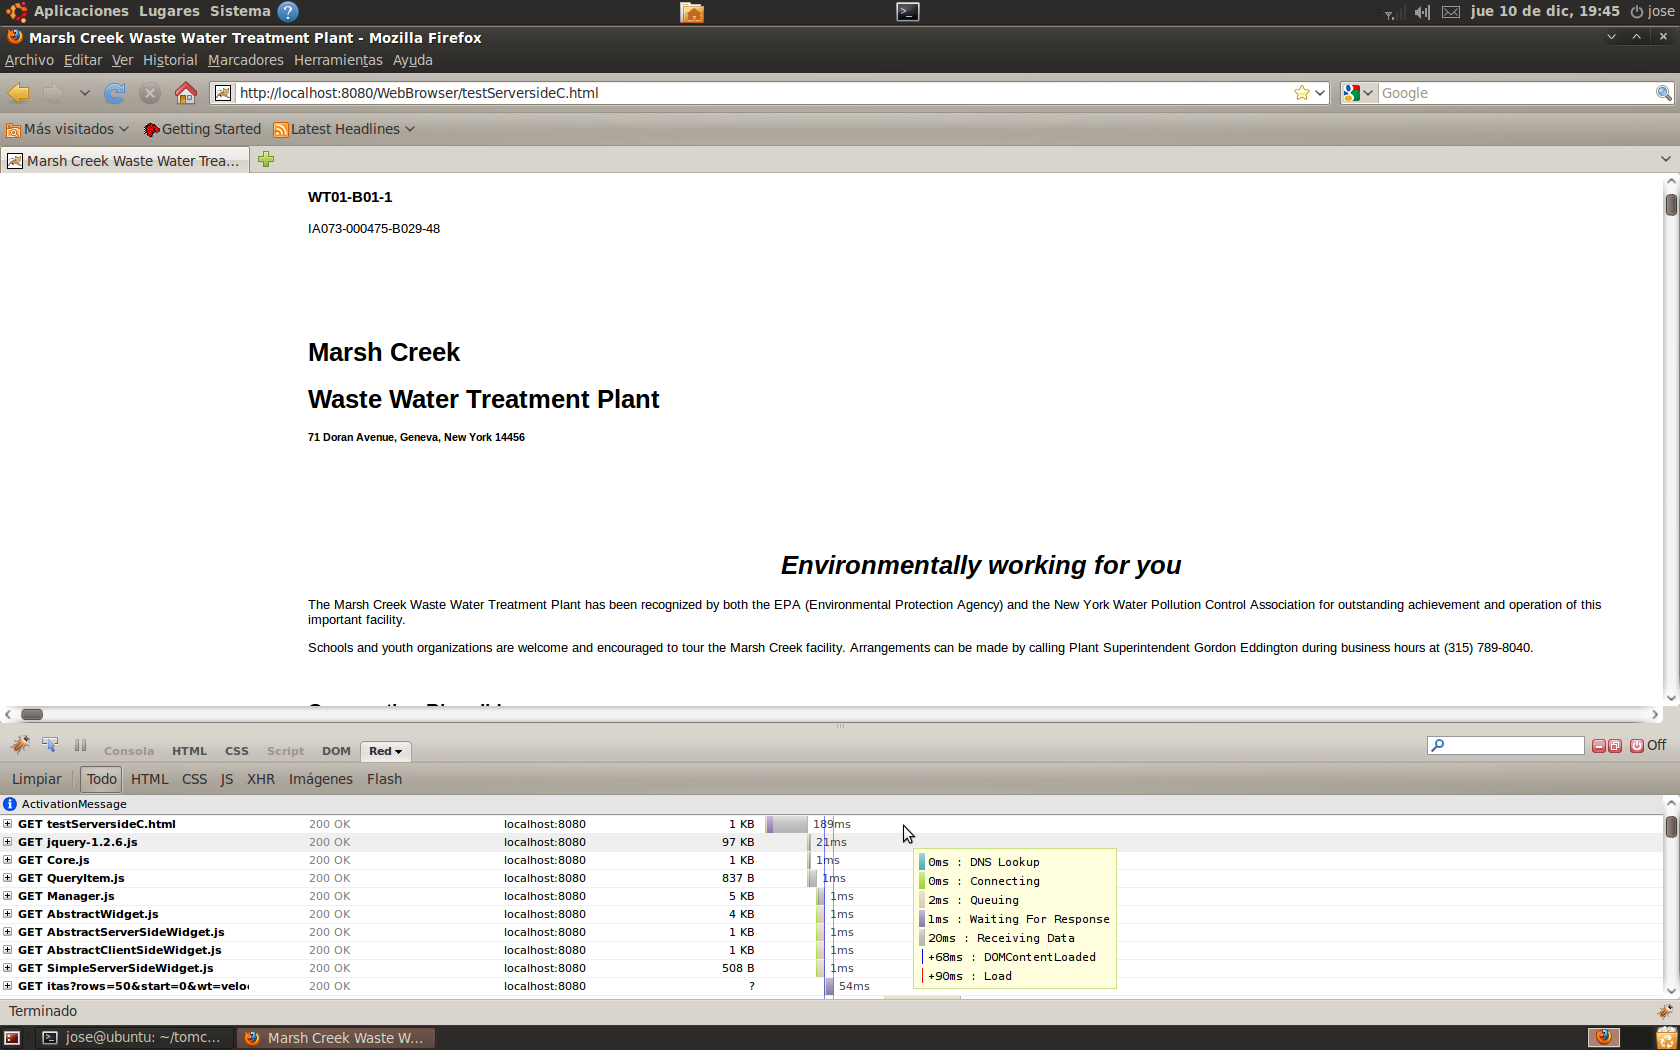 Aplicaciones Lugares Sistema ?
jue 10 de dic, 19:45 jose
Marsh Creek Waste Water Treatment Plant - Mozilla Firefox
Archivo Editar Ver Historial Marcadores Herramientas Ayuda
http://localhost:8080/WebBrowser/testServersideC.html
Google
Más visitados Getting Started Latest Headlines
Marsh Creek Waste Water Trea...
WT01-B01-1
IA073-000475-B029-48
Marsh Creek
Waste Water Treatment Plant
71 Doran Avenue, Geneva, New York 14456
Environmentally working for you
The Marsh Creek Waste Water Treatment Plant has been recognized by both the EPA (Environmental Protection Agency) and the New York Water Pollution Control Association for outstanding achievement and operation of this
important facility.
Schools and youth organizations are welcome and encouraged to tour the Marsh Creek facility. Arrangements can be made by calling Plant Superintendent Gordon Eddington during business hours at (315) 789-8040.
Consola HTML CSS Script DOM Red
Off
Limpiar Todo HTML CSS JS XHR Imágenes Flash
ActivationMessage
GET testServersideC.html 200 OK localhost:8080 1 KB 189ms
GET jquery-1.2.6.js 200 OK localhost:8080 97 KB 21ms
GET Core.js 200 OK localhost:8080 1 KB 1ms
GET QueryItem.js 200 OK localhost:8080 837 B 1ms
GET Manager.js 200 OK localhost:8080 5 KB 1ms
GET AbstractWidget.js 200 OK localhost:8080 4 KB 1ms
GET AbstractServerSideWidget.js 200 OK localhost:8080 1 KB 1ms
GET AbstractClientSideWidget.js 200 OK localhost:8080 1 KB 1ms
GET SimpleServerSideWidget.js 200 OK localhost:8080 508 B 1ms
GET itas?rows=50&start=0&wt=velo 200 OK localhost:8080 ? 54ms
0ms : DNS Lookup
0ms : Connecting
2ms : Queuing
1ms : Waiting For Response
20ms : Receiving Data
+68ms : DOMContentLoaded
+90ms : Load
Terminado
jose@ubuntu: ~/tomc...
Marsh Creek Waste W...